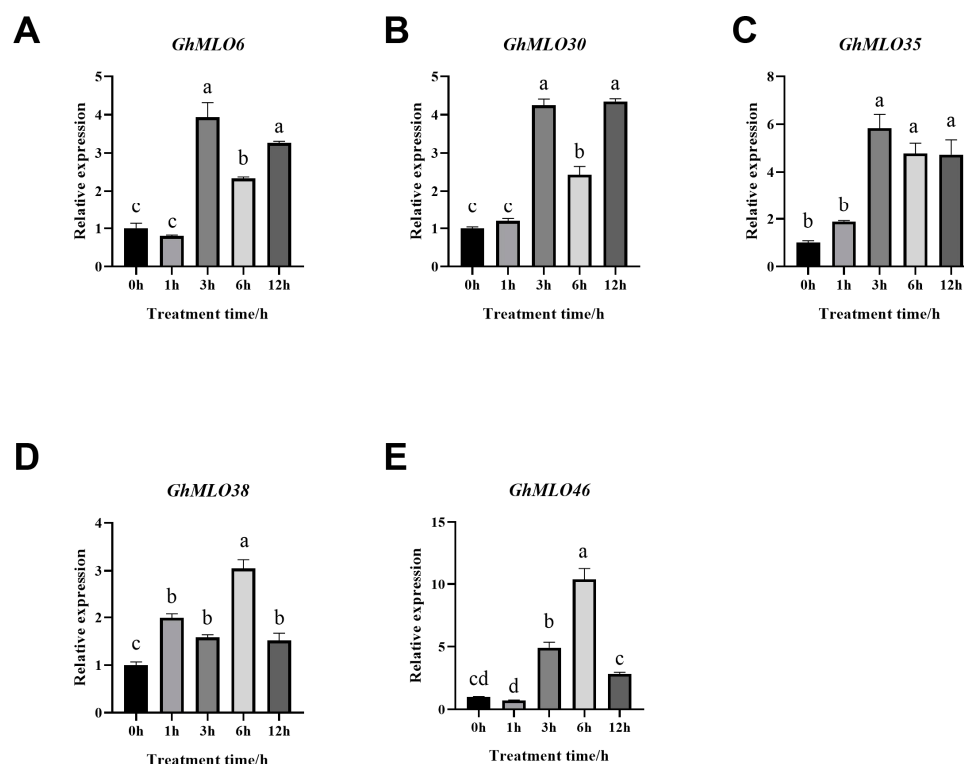 A
GhMLO6
Relative expression
5
4
3
2
1
0
a
a
b
c
c
0h 1h 3h 6h 12h
Treatment time/h
B
GhMLO30
Relative expression
5
4
3
2
1
0
a
a
b
c
c
0h 1h 3h 6h 12h
Treatment time/h
C
GhMLO35
Relative expression
8
6
4
2
0
b
b
a
a
a
0h 1h 3h 6h 12h
Treatment time/h
D
GhMLO38
Relative expression
4
3
2
1
0
c
b
b
a
b
0h 1h 3h 6h 12h
Treatment time/h
E
GhMLO46
Relative expression
15
10
5
0
cd
d
b
a
c
0h 1h 3h 6h 12h
Treatment time/h